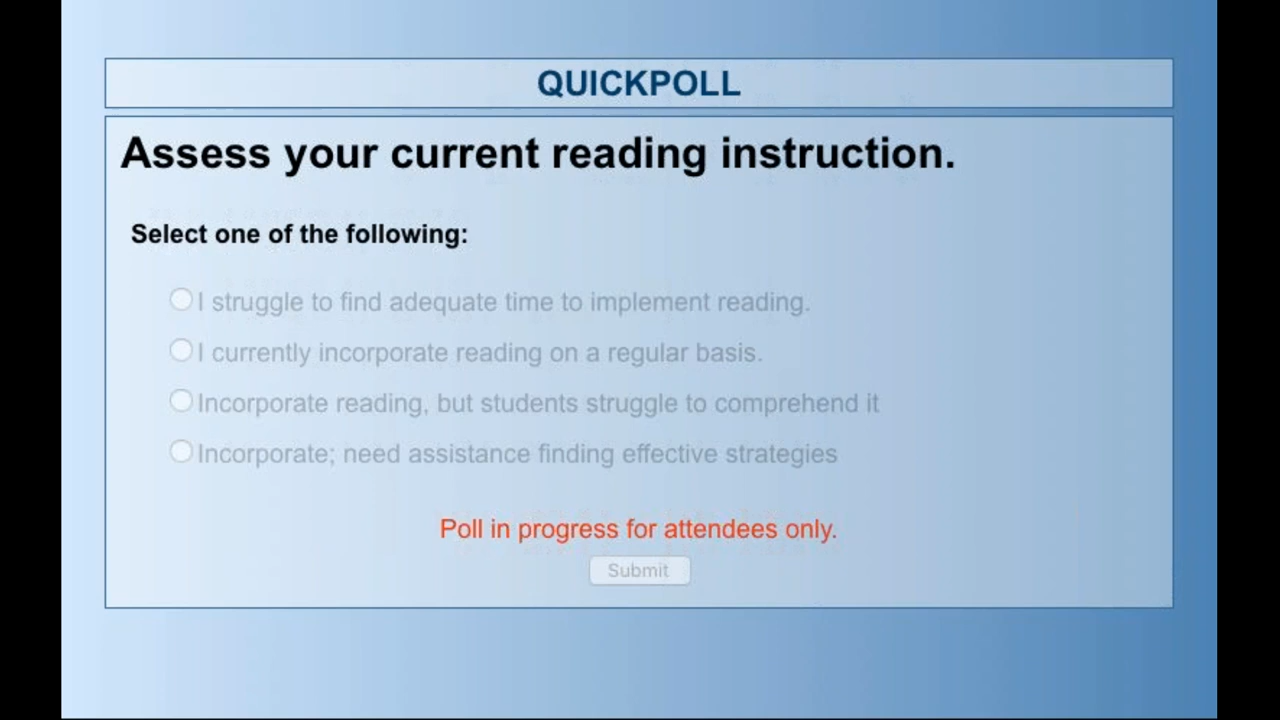 QUICKPOLL
Assess your current reading instruction.
Select one of the following:
I struggle to find adequate time to implement reading.
I currently incorporate reading on a regular basis.
Incorporate reading, but students struggle to comprehend it
Incorporate; need assistance finding effective strategies
Poll in progress for attendees only.
Submit